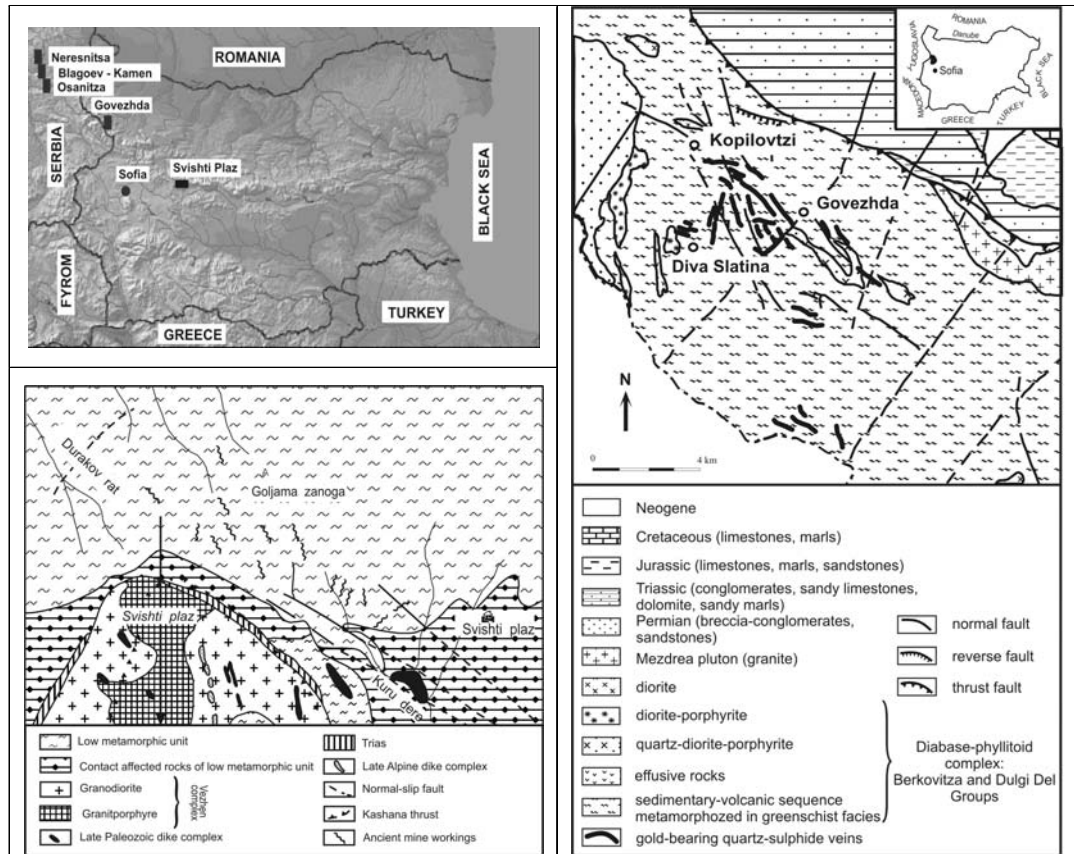 ROMANIA
Neresnitsa
Blagoev - Kamen
Osanitza
Govezhda
SERBIA
Sofia
Svishti Plaz
BLACK SEA
FYROM
GREECE
TURKEY
Durakov rat
Goljama zanoga
Svishti plaz
Svishti plaz
Kuru dere
Low metamorphic unit
Contact affected rocks of low metamorphic unit
Granodiorite
Granitporphyre
Vezhen complex
Late Paleozoic dike complex
Trias
Late Alpine dike complex
Normal-slip fault
Kashana thrust
Ancient mine workings
ROMANIA
Danube
YUGOSLAVIA
Sofia
BLACK SEA
MACEDONIA
GREECE
TURKEY
Kopilovtzi
Govezhda
Diva Slatina
N
0 4 km
Neogene
Cretaceous (limestones, marls)
Jurassic (limestones, marls, sandstones)
Triassic (conglomerates, sandy limestones,
dolomite, sandy marls)
Permian (breccia-conglomerates,
sandstones)
Mezdrea pluton (granite)
diorite
diorite-porphyrite
quartz-diorite-porphyrite
effusive rocks
sedimentary-volcanic sequence
metamorphozed in greenschist facies
gold-bearing quartz-sulphide veins
normal fault
reverse fault
thrust fault
Diabase-phyllitoid
complex:
Berkovitza and Dulgi Del
Groups